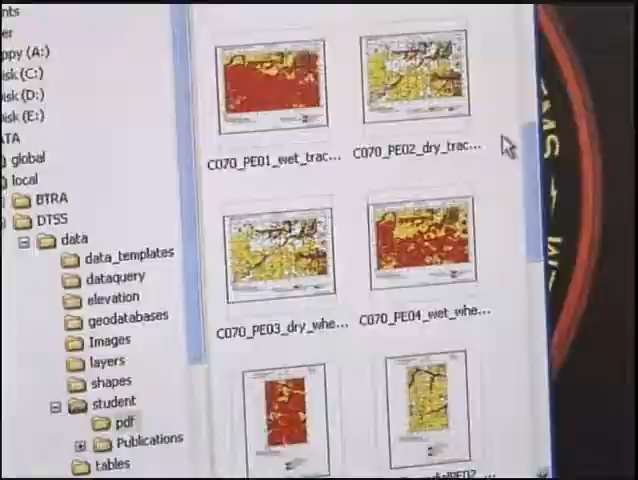 nts
er
ppy (A:)
isk (C:)
isk (D:)
isk (E:)
TA
global
local
BTRA
DTSS
data
data_templates
dataquery
elevation
geodatabases
Images
layers
shapes
student
pdf
Publications
tables
C070_PE01_wet_trac...
C070_PE02_dry_trac...
C070_PE03_dry_whe...
C070_PE04_wet_whe...
MS